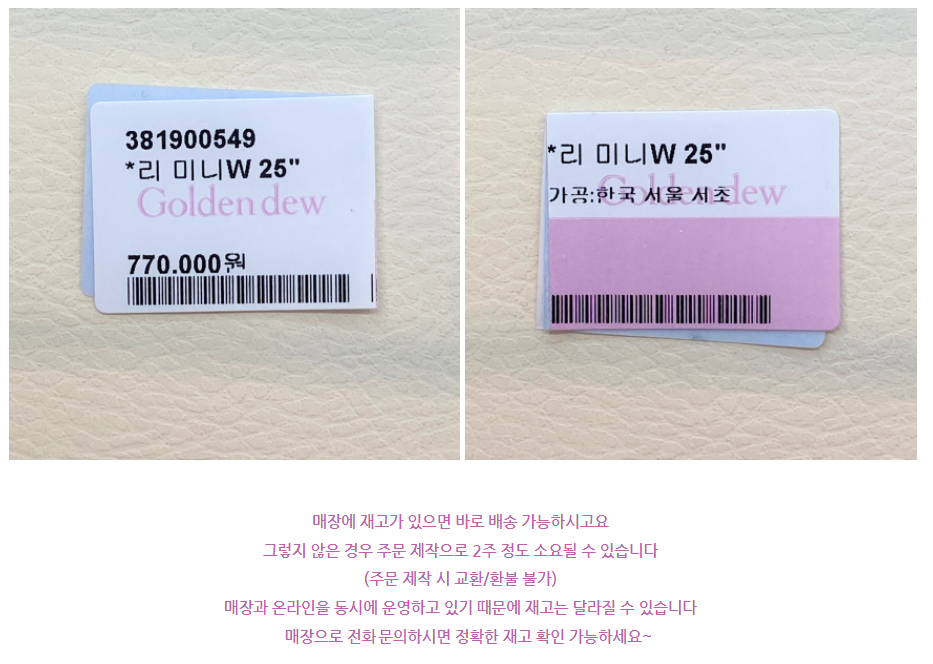 381900549
*리 미니W 25"
Golden dew
770.000원
*리 미니W 25"
Golden dew
가공:한국 서울 서초
매장에 재고가 있으면 바로 배송 가능하시고요
그렇지 않은 경우 주문 제작으로 2주 정도 소요될 수 있습니다
(주문 제작 시 교환/환불 불가)
매장과 온라인을 동시에 운영하고 있기 때문에 재고는 달라질 수 있습니다
매장으로 전화 문의하시면 정확한 재고 확인 가능하세요~